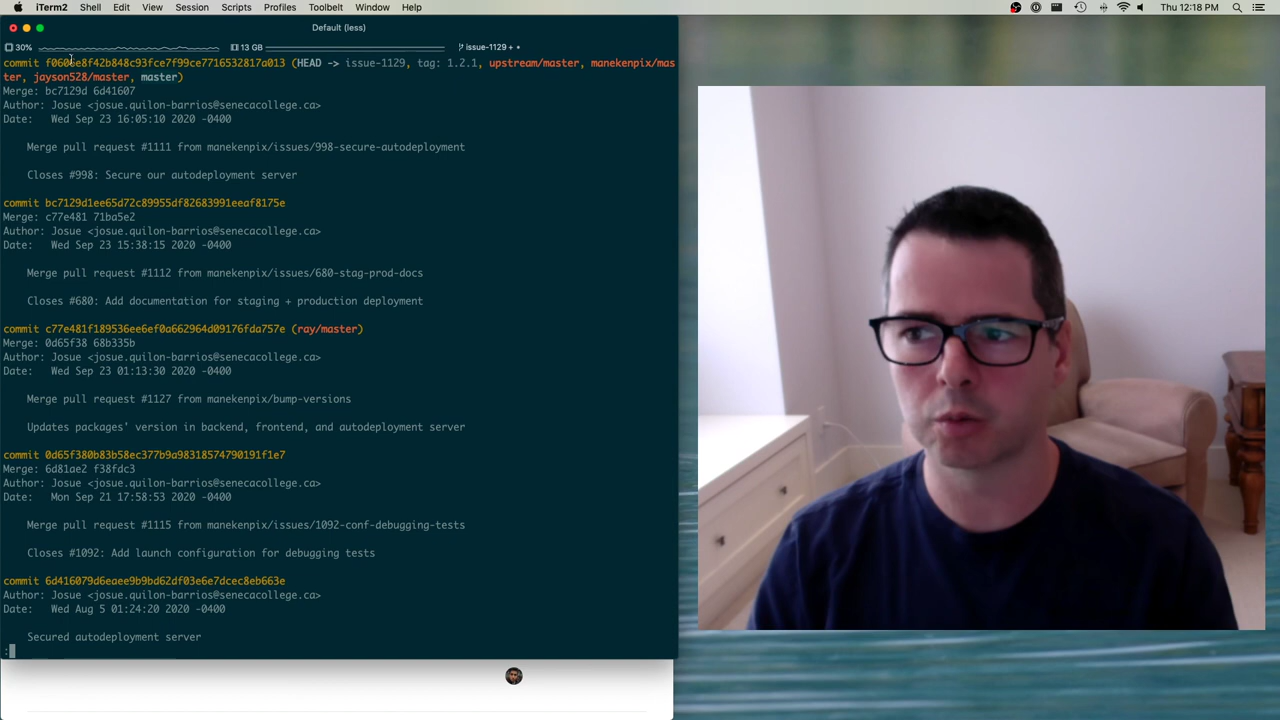 iTerm2 Shell Edit View Session Scripts Profiles Toolbelt Window Help Thu 12:18 PM
Default (less)
30% 13 GB issue-1129 + •
(HEAD -> issue-1129, tag: 1.2.1, upstream/master, manekenpix/mas
ter, jayson528/master, master)
Merge: bc7129d 6d41607
Author: Josue <josue.quilon-barrios@senecacollege.ca>
Date: Wed Sep 23 16:05:10 2020 -0400
Merge pull request #1111 from manekenpix/issues/998-secure-autodeployment
Closes #998: Secure our autodeployment server
commit bc7129d1ee65d72c89955df82683991eeaf8175e
Merge: c77e481 71ba5e2
Author: Josue <josue.quilon-barrios@senecacollege.ca>
Date: Wed Sep 23 15:38:15 2020 -0400
Merge pull request #1112 from manekenpix/issues/680-stag-prod-docs
Closes #680: Add documentation for staging + production deployment
commit c77e481f189536ee6ef0a662964d09176fda757e (ray/master)
Merge: 0d65f38 68b335b
Author: Josue <josue.quilon-barrios@senecacollege.ca>
Date: Wed Sep 23 01:13:30 2020 -0400
Merge pull request #1127 from manekenpix/bump-versions
Updates packages' version in backend, frontend, and autodeployment server
commit 0d65f380b83b58ec377b9a98318574790191f1e7
Merge: 6d81ae2 f38fdc3
Author: Josue <josue.quilon-barrios@senecacollege.ca>
Date: Mon Sep 21 17:58:53 2020 -0400
Merge pull request #1115 from manekenpix/issues/1092-conf-debugging-tests
Closes #1092: Add launch configuration for debugging tests
commit 6d416079d6eaee9b9bd62df03e6e7dcec8eb663e
Author: Josue <josue.quilon-barrios@senecacollege.ca>
Date: Wed Aug 5 01:24:20 2020 -0400
Secured autodeployment server
: